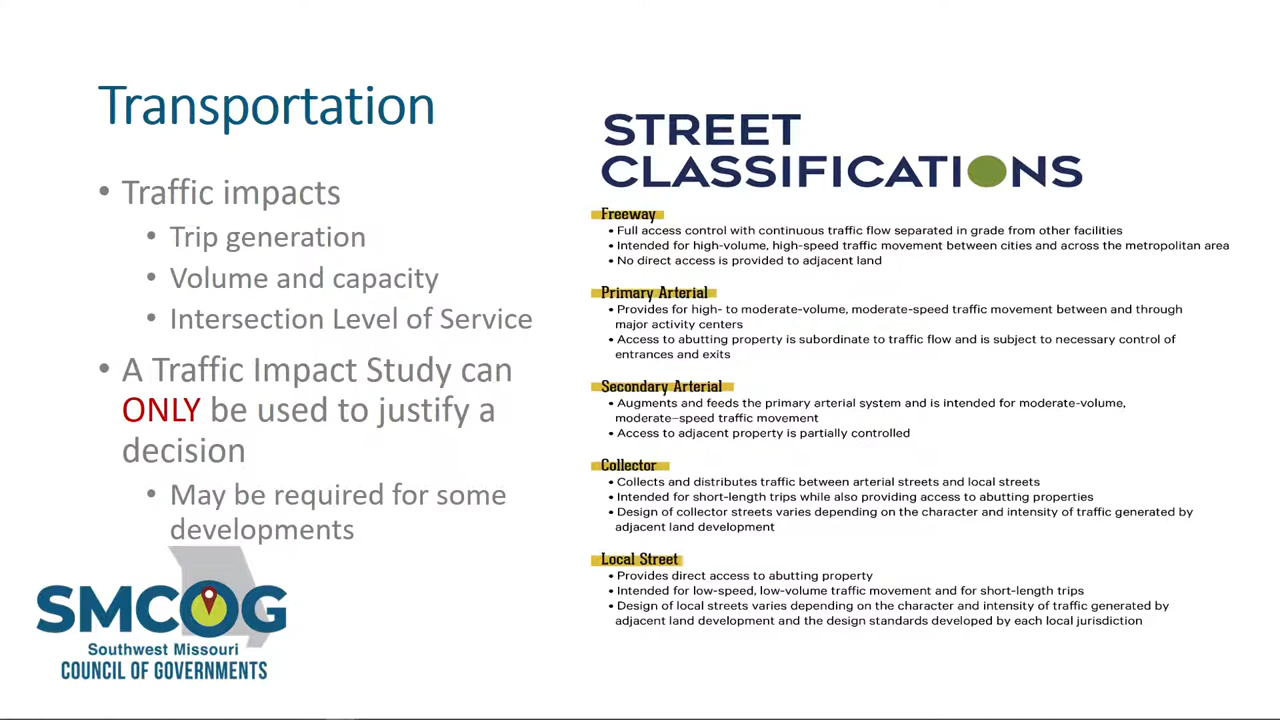 Transportation
• Traffic impacts
• Trip generation
• Volume and capacity
• Intersection Level of Service
• A Traffic Impact Study can
ONLY be used to justify a
decision
• May be required for some
developments
SMCOG
Southwest Missouri
COUNCIL OF GOVERNMENTS
STREET
CLASSIFICATIONS
Freeway
• Full access control with continuous traffic flow separated in grade from other facilities
• Intended for high-volume, high-speed traffic movement between cities and across the metropolitan area
• No direct access is provided to adjacent land
Primary Arterial
• Provides for high- to moderate-volume, moderate-speed traffic movement between and through
major activity centers
• Access to abutting property is subordinate to traffic flow and is subject to necessary control of
entrances and exits
Secondary Arterial
• Augments and feeds the primary arterial system and is intended for moderate-volume,
moderate–speed traffic movement
• Access to adjacent property is partially controlled
Collector
• Collects and distributes traffic between arterial streets and local streets
• Intended for short-length trips while also providing access to abutting properties
• Design of collector streets varies depending on the character and intensity of traffic generated by
adjacent land development
Local Street
• Provides direct access to abutting property
• Intended for low-speed, low-volume traffic movement and for short-length trips
• Design of local streets varies depending on the character and intensity of traffic generated by
adjacent land development and the design standards developed by each local jurisdiction